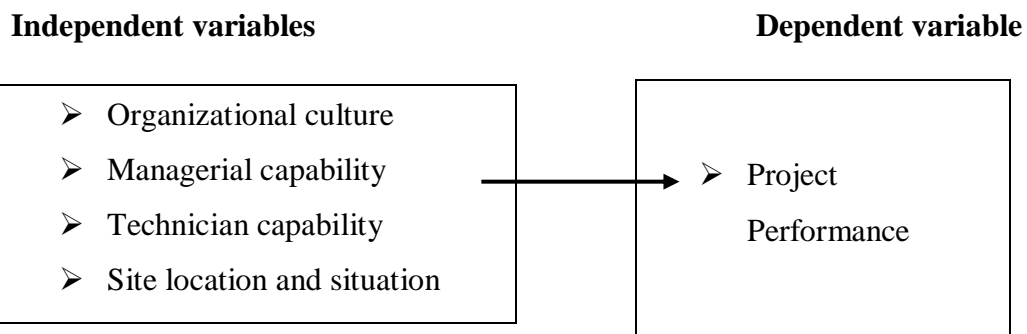 Independent variables
Dependent variable
➢ Organizational culture
➢ Managerial capability
➢ Technician capability
➢ Site location and situation
➢ Project
Performance